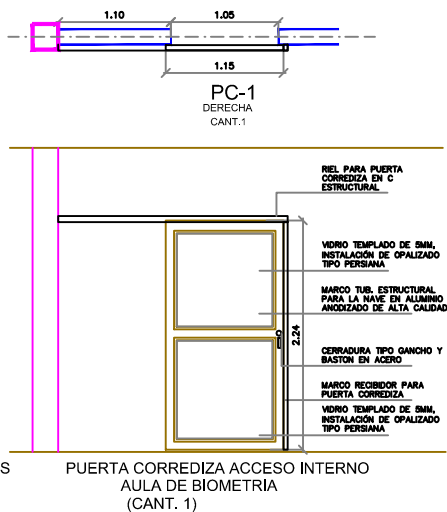 1.10
1.05
1.15
PC-1
DERECHA
CANT.1
RIEL PARA PUERTA
CORREDIZA EN C
ESTRUCTURAL
VIDRIO TEMPLADO DE 5MM,
INSTALACIÓN DE OPALIZADO
TIPO PERSIANA
MARCO TUB. ESTRUCTURAL
PARA LA NAVE EN ALUMINIO
ANODIZADO DE ALTA CALIDAD
2.24
CERRADURA TIPO GANCHO Y
BASTON EN ACERO
MARCO RECIBIDOR PARA
PUERTA CORREDIZA
VIDRIO TEMPLADO DE 5MM,
INSTALACIÓN DE OPALIZADO
TIPO PERSIANA
S
PUERTA CORREDIZA ACCESO INTERNO
AULA DE BIOMETRIA
(CANT. 1)